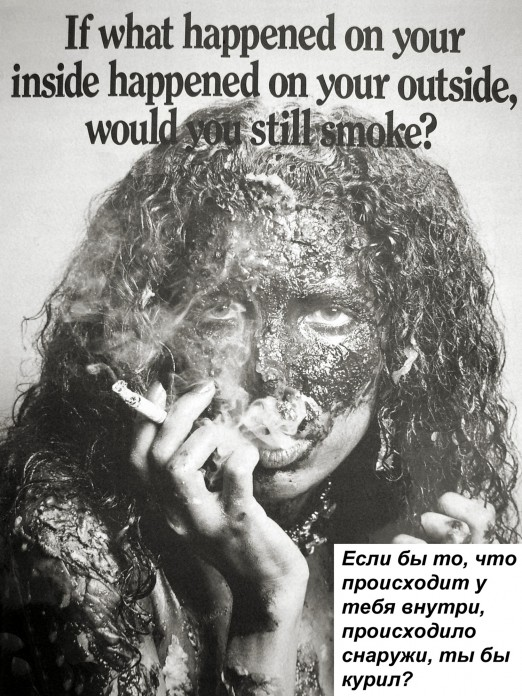 If what happened on your
inside happened on your outside,
would you still smoke?
Если бы то, что
происходит у
тебя внутри,
происходило
снаружи, ты бы
курил?